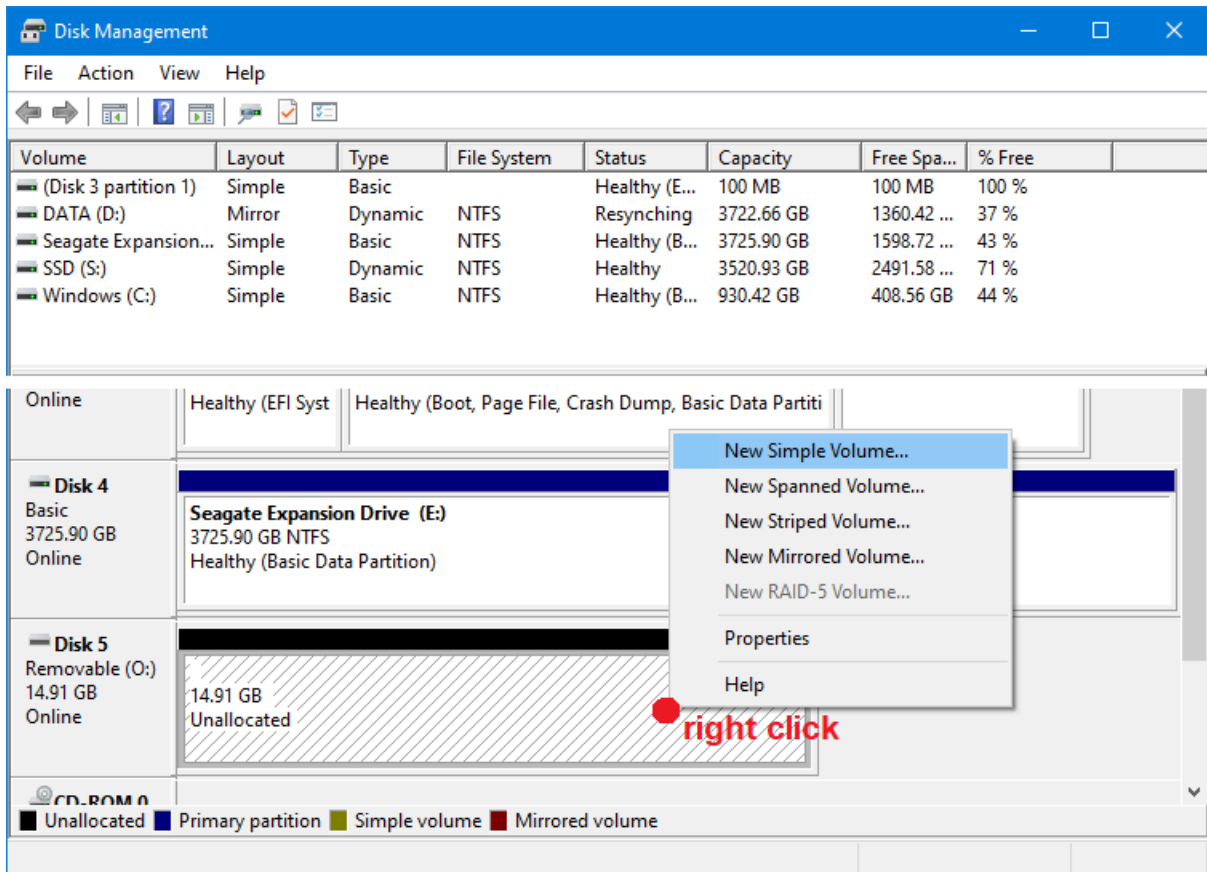 Disk Management
File Action View Help
Volume Layout Type File System Status Capacity Free Spa... % Free
(Disk 3 partition 1) Simple Basic Healthy (E... 100 MB 100 MB 100 %
DATA (D:) Mirror Dynamic NTFS Resynching 3722.66 GB 1360.42 ... 37 %
Seagate Expansion... Simple Basic NTFS Healthy (B... 3725.90 GB 1598.72 ... 43 %
SSD (S:) Simple Dynamic NTFS Healthy 3520.93 GB 2491.58 ... 71 %
Windows (C:) Simple Basic NTFS Healthy (B... 930.42 GB 408.56 GB 44 %
Online
Healthy (EFI Syst
Healthy (Boot, Page File, Crash Dump, Basic Data Partiti
Disk 4
Basic
3725.90 GB
Online
Seagate Expansion Drive (E:)
3725.90 GB NTFS
Healthy (Basic Data Partition)
New Simple Volume...
New Spanned Volume...
New Striped Volume...
New Mirrored Volume...
New RAID-5 Volume...
Properties
Help
Disk 5
Removable (O:)
14.91 GB
Online
14.91 GB
Unallocated
right click
CD-ROM 0
Unallocated Primary partition Simple volume Mirrored volume